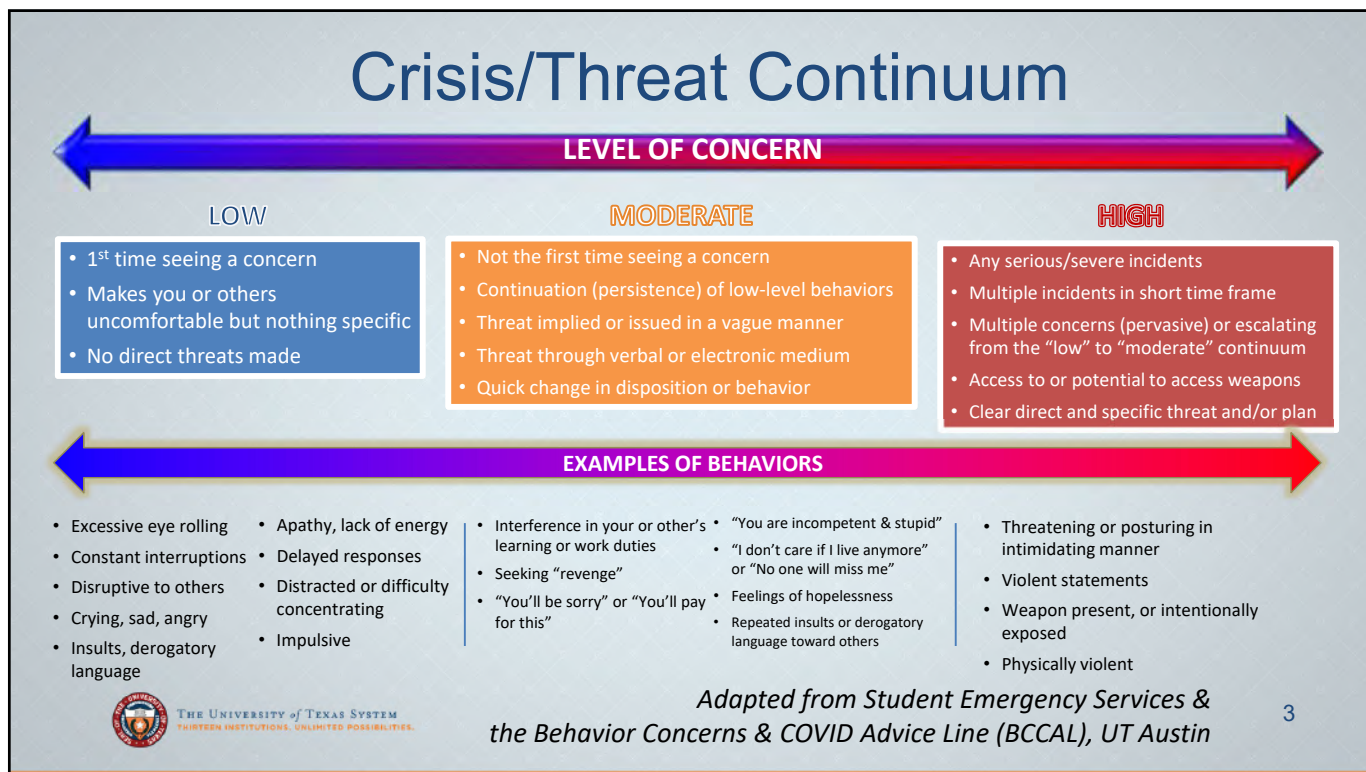 Crisis/Threat Continuum
LEVEL OF CONCERN
LOW
• 1st time seeing a concern
• Makes you or others
uncomfortable but nothing specific
• No direct threats made
MODERATE
• Not the first time seeing a concern
• Continuation (persistence) of low-level behaviors
• Threat implied or issued in a vague manner
• Threat through verbal or electronic medium
• Quick change in disposition or behavior
HIGH
• Any serious/severe incidents
• Multiple incidents in short time frame
• Multiple concerns (pervasive) or escalating
from the “low” to “moderate” continuum
• Access to or potential to access weapons
• Clear direct and specific threat and/or plan
EXAMPLES OF BEHAVIORS
• Excessive eye rolling
• Constant interruptions
• Disruptive to others
• Crying, sad, angry
• Insults, derogatory
language
• Apathy, lack of energy
• Delayed responses
• Distracted or difficulty
concentrating
• Impulsive
• Interference in your or other’s
learning or work duties
• Seeking “revenge”
• “You’ll be sorry” or “You’ll pay
for this”
• “You are incompetent & stupid”
• “I don’t care if I live anymore”
or “No one will miss me”
• Feelings of hopelessness
• Repeated insults or derogatory
language toward others
• Threatening or posturing in
intimidating manner
• Violent statements
• Weapon present, or intentionally
exposed
• Physically violent
THE UNIVERSITY of TEXAS SYSTEM
THIRTEEN INSTITUTIONS. UNLIMITED POSSIBILITIES.
Adapted from Student Emergency Services &
the Behavior Concerns & COVID Advice Line (BCCAL), UT Austin
3